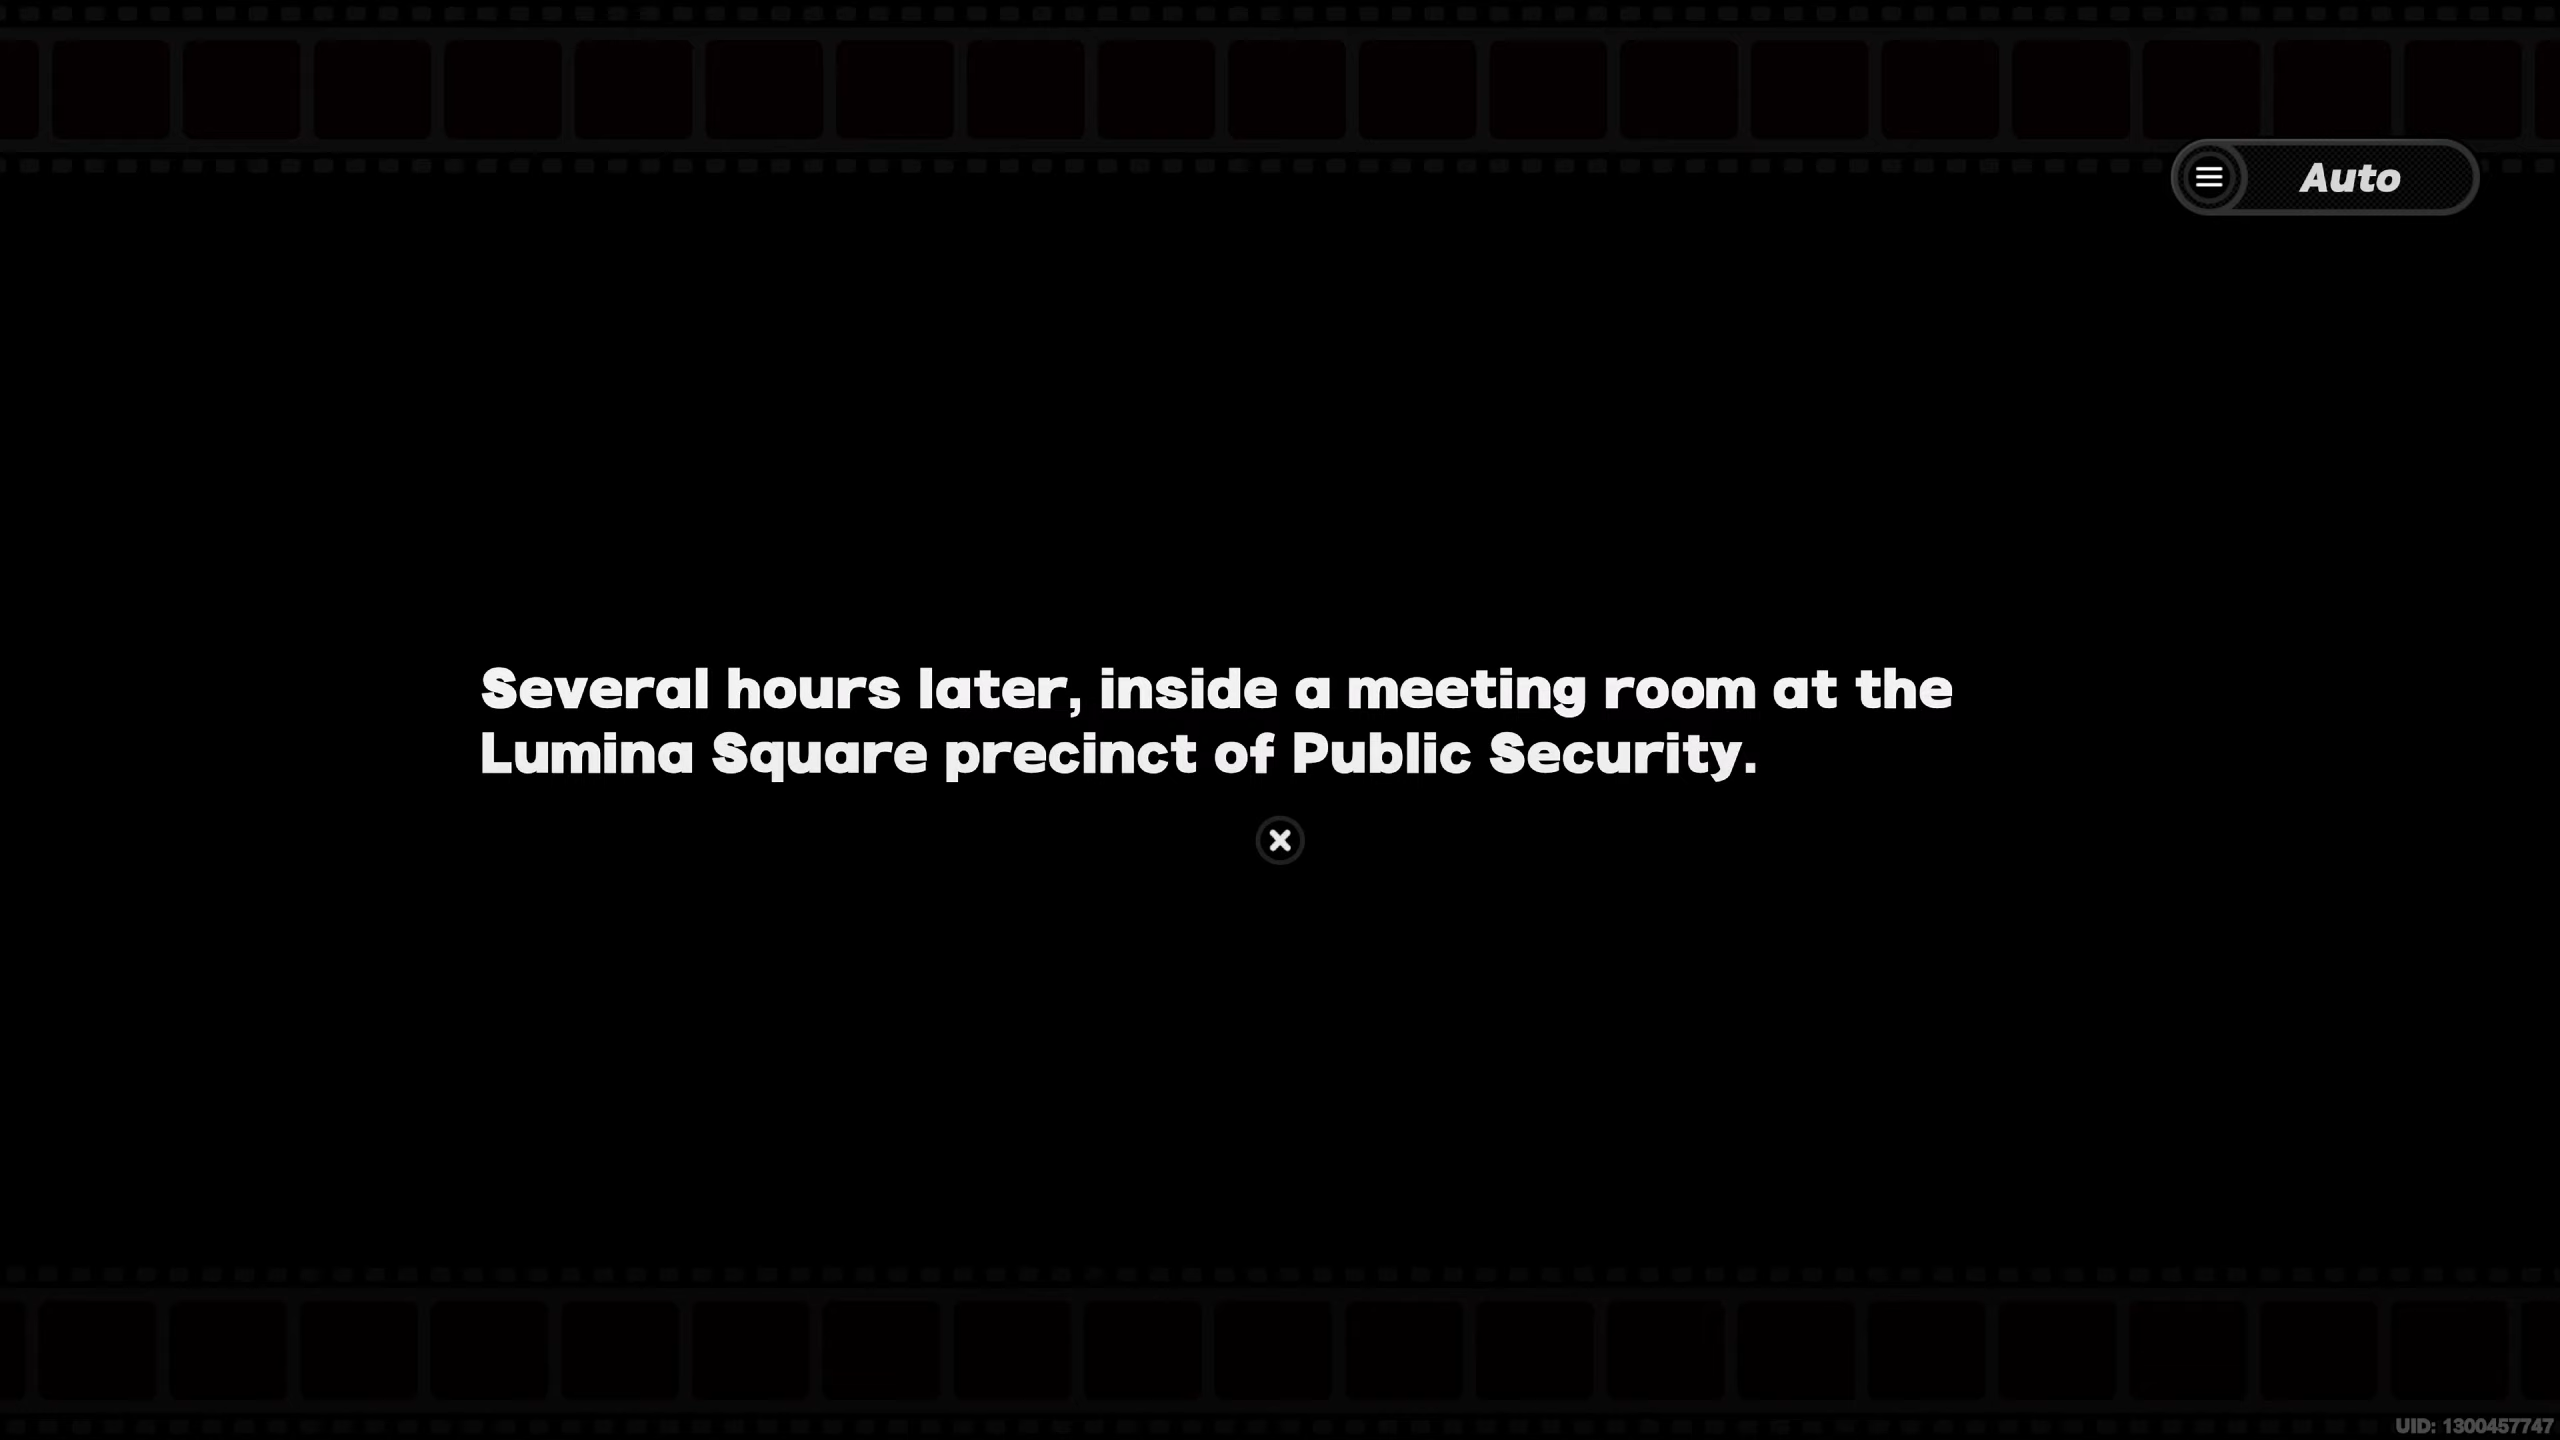 Auto
Several hours later, inside a meeting room at the
Lumina Square precinct of Public Security.
UID: 1300457747